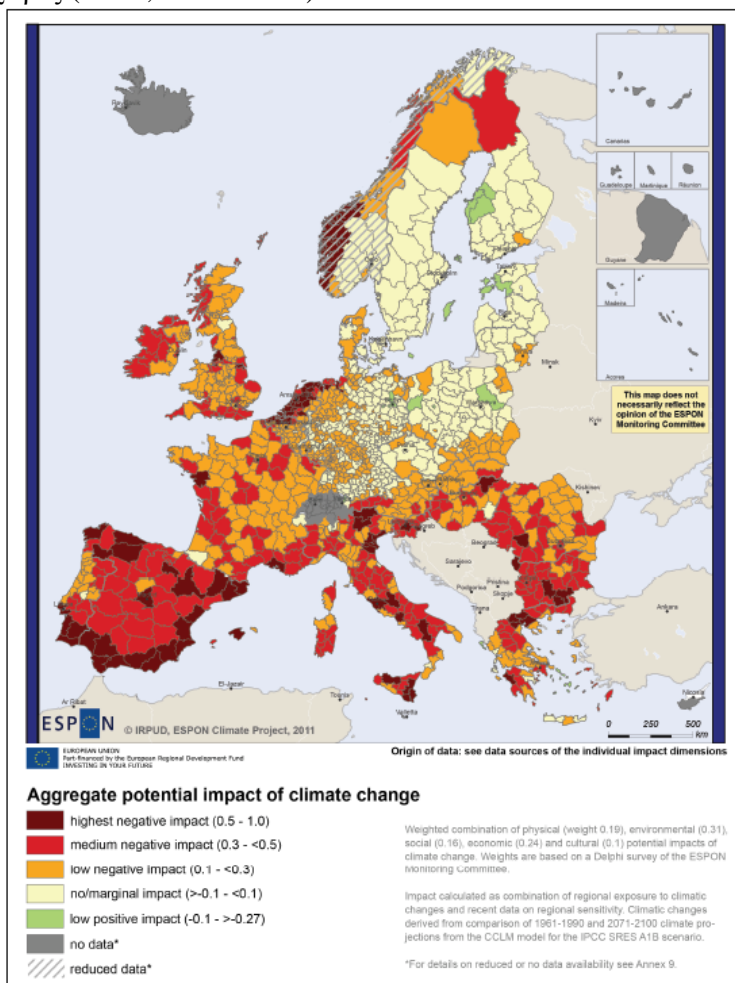 Reykjavik
Canarias
Guadeloupe Martinique Réunion
Guyane
Madeira
Acores
This map does not
necessarily reflect the
opinion of the ESPON
Monitoring Committee
Oslo
Stockholm
Minsk
Kyiv
Kishinev
Zagreb
Beograd
Sarajevo
Podgorica
Pristina
Skopje
Tirana
Ankara
Nicosia
Ar Ribat
El-Jazair
Tounis
Valletta
ESPON
© IRPUD, ESPON Climate Project, 2011
0 250 500
km
EUROPEAN UNION
Part-financed by the European Regional Development Fund
INVESTING IN YOUR FUTURE
Origin of data: see data sources of the individual impact dimensions
Aggregate potential impact of climate change
highest negative impact (0.5 - 1.0)
medium negative impact (0.3 - <0.5)
low negative impact (0.1 - <0.3)
no/marginal impact (>-0.1 - <0.1)
low positive impact (-0.1 - >-0.27)
no data*
reduced data*
Weighted combination of physical (weight 0.19), environmental (0.31),
social (0.16), economic (0.24) and cultural (0.1) potential impacts of
climate change. Weights are based on a Delphi survey of the ESPON
Monitoring Committee.
Impact calculated as combination of regional exposure to climatic
changes and recent data on regional sensitivity. Climatic changes
derived from comparison of 1961-1990 and 2071-2100 climate pro-
jections from the CCLM model for the IPCC SRES A1B scenario.
*For details on reduced or no data availability see Annex 9.